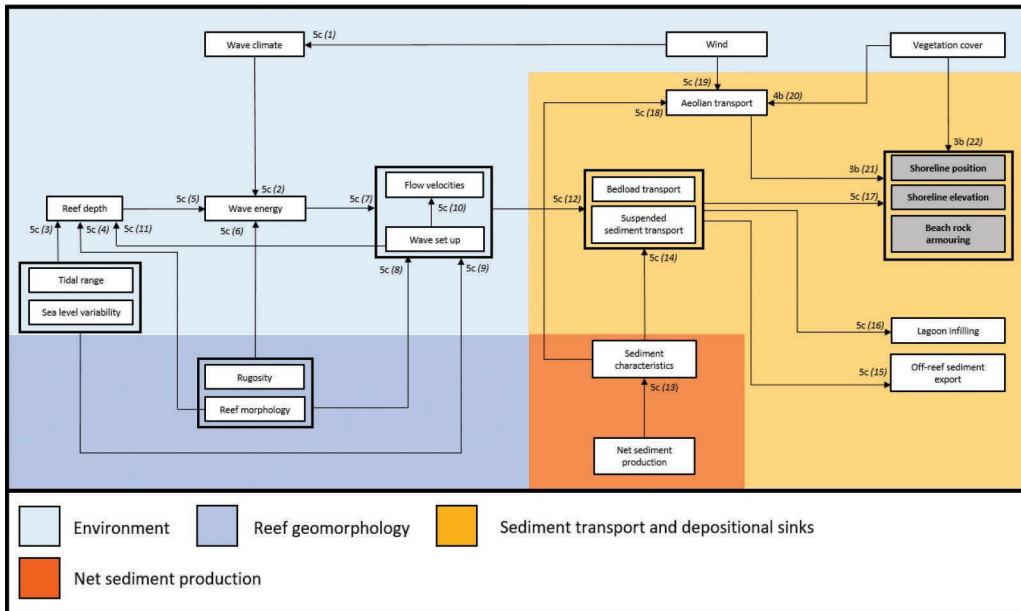 Wave climate
5c (1)
Wind
Vegetation cover
5c (19)
Aeolian transport
4b (20)
5c (18)
3b (22)
Shoreline position
3b (21)
5c (2)
5c (7)
Flow velocities
Bedload transport
5c (17)
Shoreline elevation
Reef depth
5c (5)
Wave energy
5c (10)
5c (12)
Suspended
sediment transport
5c (3)
5c (4)
5c (11)
5c (6)
Wave set up
Beach rock
armouring
5c (8)
5c (9)
5c (14)
Tidal range
Sea level variability
5c (16)
Lagoon infilling
Sediment
characteristics
Off-reef sediment
export
5c (15)
Rugosity
5c (13)
Reef morphology
Net sediment
production
Environment
Reef geomorphology
Sediment transport and depositional sinks
Net sediment production